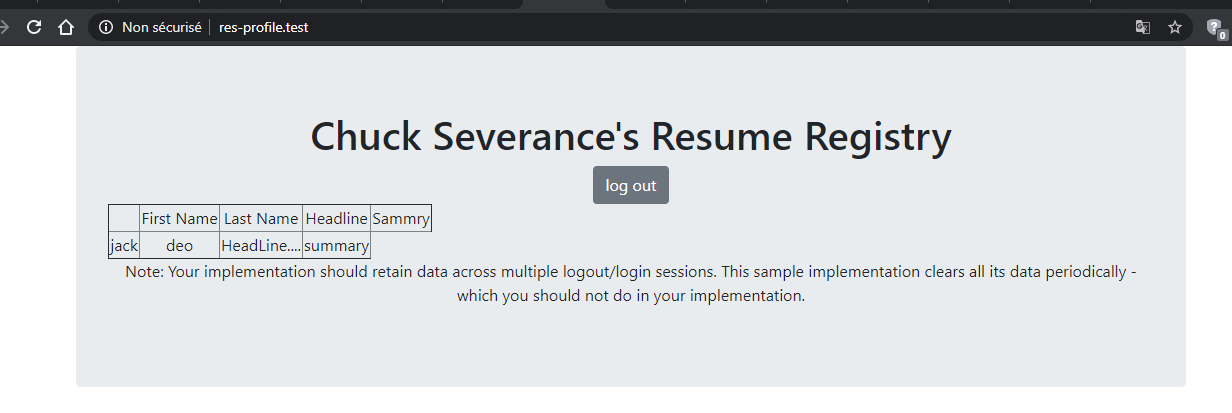 Non sécurisé | res-profile.test
0
Chuck Severance's Resume Registry
log out
First Name Last Name Headline Sammry
jack deo HeadLine.... summary
Note: Your implementation should retain data across multiple logout/login sessions. This sample implementation clears all its data periodically -
which you should not do in your implementation.